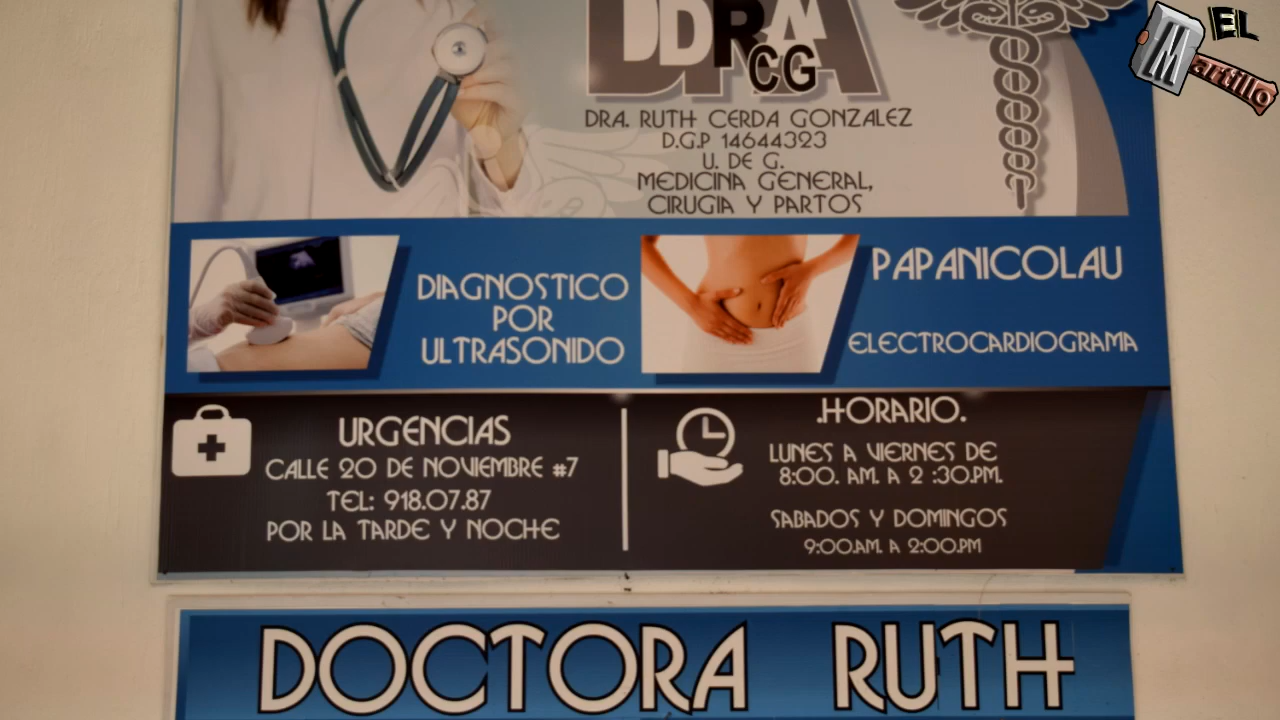 EL
Martillo
DDRA
CG
DRA. RUTH CERDA GONZALEZ
D.G.P 14644323
U. DE G.
MEDICINA GENERAL,
CIRUGIA Y PARTOS
DIAGNOSTICO
POR
ULTRASONIDO
PAPANICOLAU
ELECTROCARDIOGRAMA
URGENCIAS
CALLE 20 DE NOVIEMBRE #7
TEL: 918.07.87
POR LA TARDE Y NOCHE
.HORARIO.
LUNES A VIERNES DE
8:00. AM. A 2 :30.PM.
SABADOS Y DOMINGOS
9:00.AM. A 2:00.PM
DOCTORA RUTH